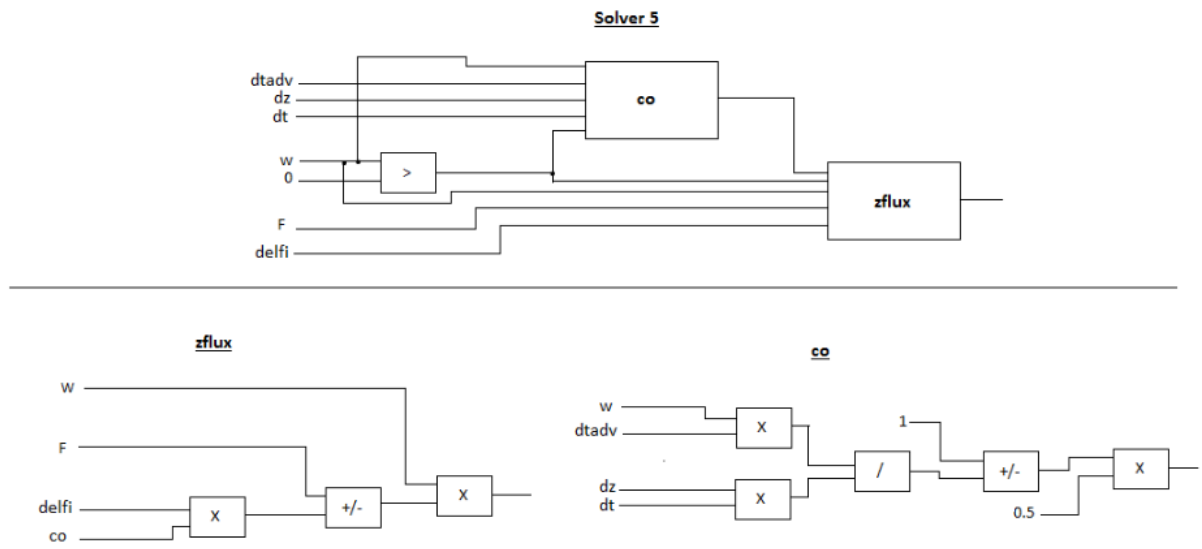 Solver 5
dtadv
dz
dt
co
w
0
>
zflux
F
delfi
zflux
W
F
delfi
co
X
+/-
X
co
w
dtadv
X
dz
dt
X
/
1
+/-
0.5
X